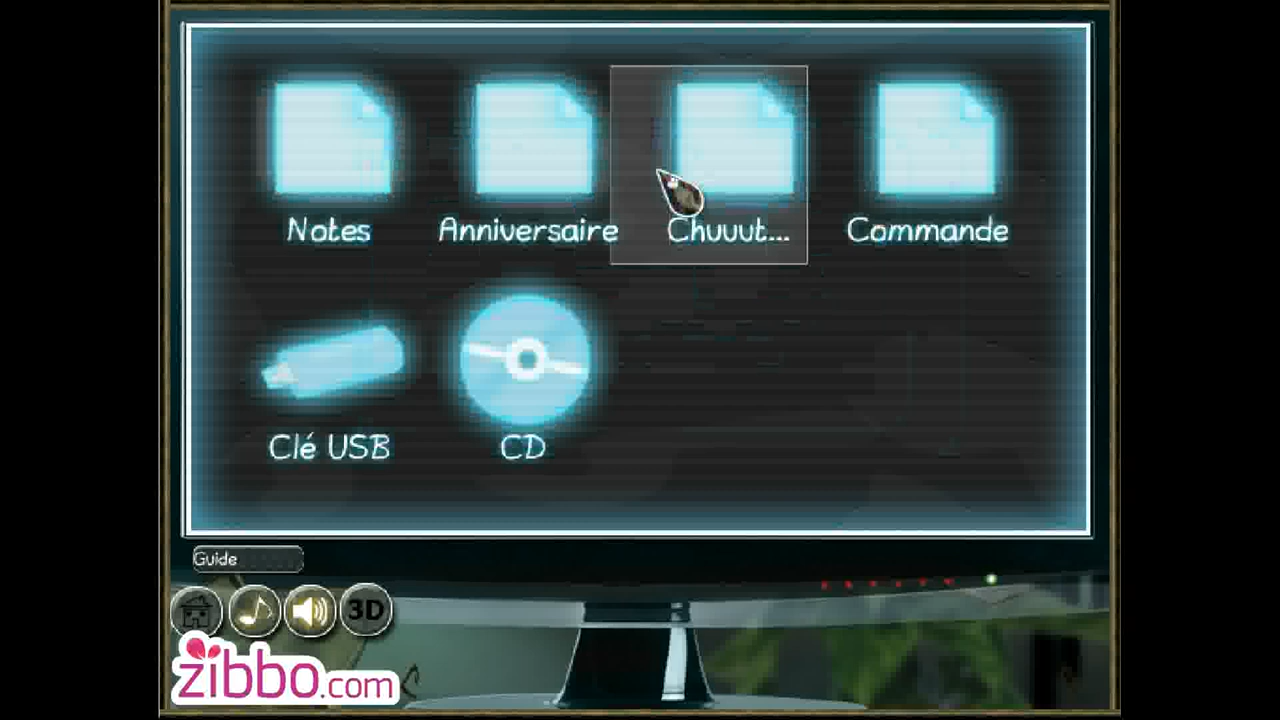 Notes
Anniversaire
Chuuut...
Commande
Clé USB
CD
Guide
3D
zibbo.com